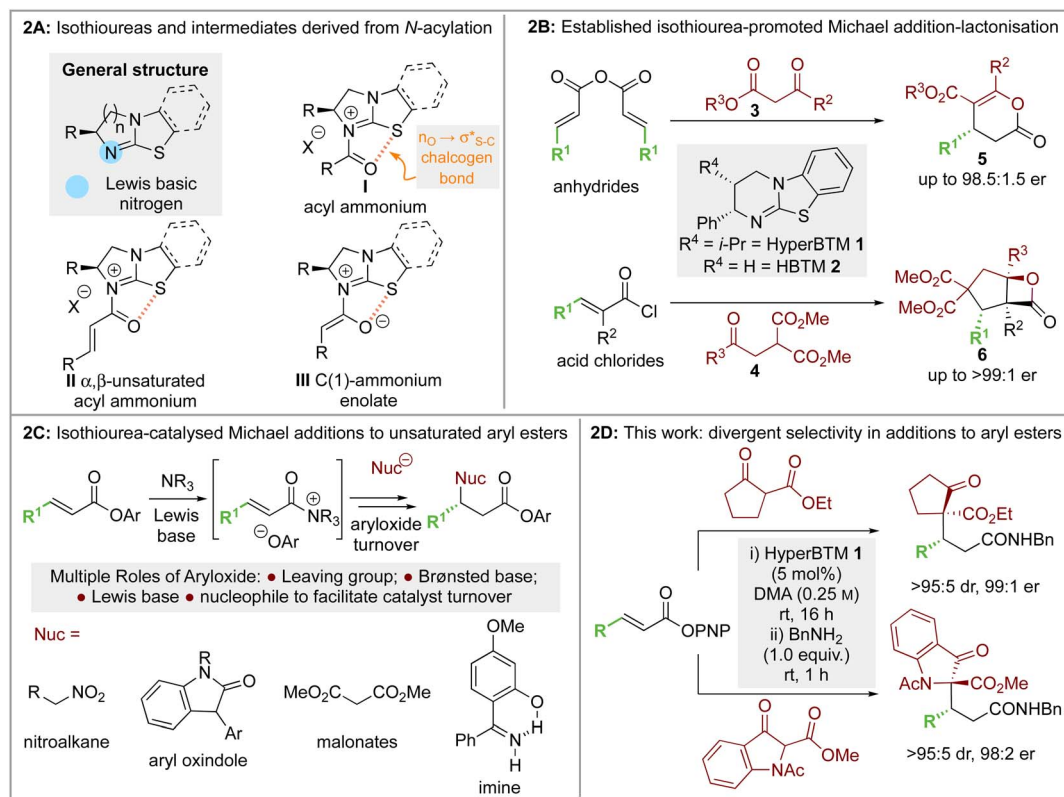 2A: Isothioureas and intermediates derived from N-acylation
General structure
R
( )n
N
N
S
Lewis basic
nitrogen
R
N
N
+
S
X−
R
O
I
acyl ammonium
nO → σ*S-C
chalcogen
bond
R
N
N
+
S
X−
O
R
II α,β-unsaturated
acyl ammonium
R
N
N
+
S
O −
R
III C(1)-ammonium
enolate
2B: Established isothiourea-promoted Michael addition-lactonisation
O
O
O
R1
R1
anhydrides
O
O
R3O
R2
3
R2
R3O2C
O
R1
O
5
up to 98.5:1.5 er
R4
N
Ph
N
S
R4 = i-Pr = HyperBTM 1
R4 = H = HBTM 2
O
R1
Cl
R2
acid chlorides
O
CO2Me
R3
CO2Me
4
R3
MeO2C
O
MeO2C
O
R1
R2
6
up to >99:1 er
2C: Isothiourea-catalysed Michael additions to unsaturated aryl esters
O
R1
OAr
NR3
Lewis
base
O
+
R1
NR3
−OAr
Nuc−
aryloxide
turnover
Nuc
O
R1
OAr
Multiple Roles of Aryloxide: ● Leaving group; ● Brønsted base;
● Lewis base ● nucleophile to facilitate catalyst turnover
Nuc =
R
NO2
nitroalkane
R
N
O
Ar
aryl oxindole
MeO2C
CO2Me
malonates
OMe
O
H
Ph
N
H
imine
2D: This work: divergent selectivity in additions to aryl esters
O
O
OEt
O
CO2Et
R
CONHBn
>95:5 dr, 99:1 er
O
R
OPNP
i) HyperBTM 1
(5 mol%)
DMA (0.25 M)
rt, 16 h
ii) BnNH2
(1.0 equiv.)
rt, 1 h
O
O
OMe
NAc
O
AcN
CO2Me
R
CONHBn
>95:5 dr, 98:2 er